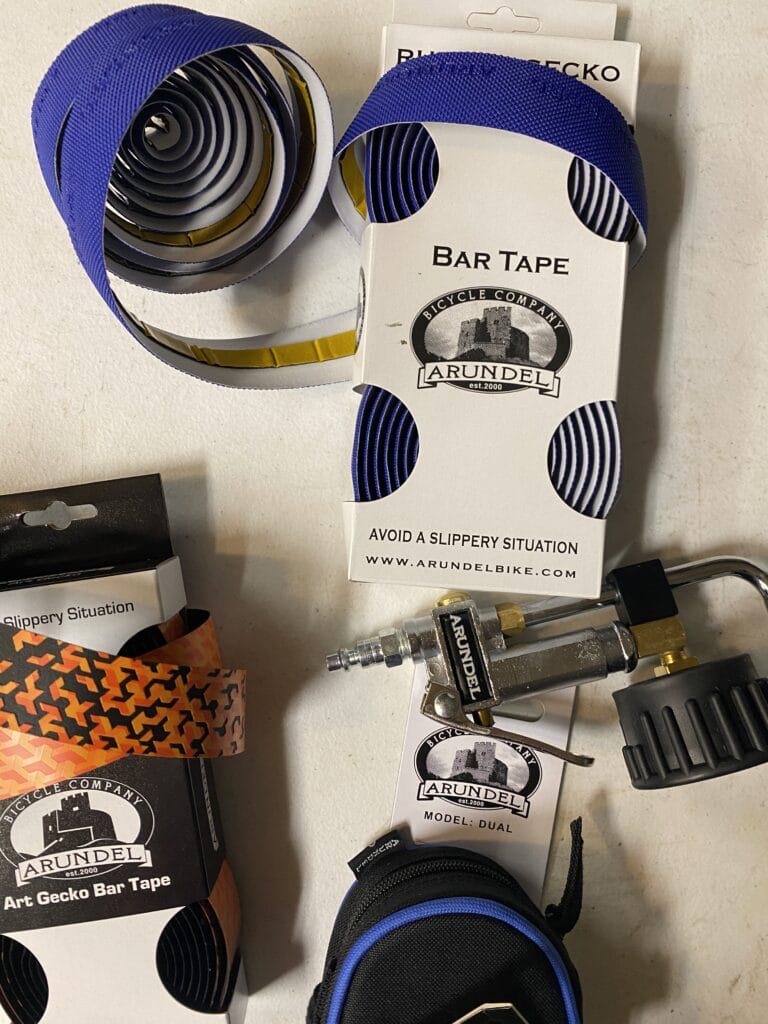 GECKO
BAR TAPE
BICYCLE COMPANY
ARUNDEL
est.2000
AVOID A SLIPPERY SITUATION
WWW.ARUNDELBIKE.COM
Slippery Situation
ARUNDEL
BICYCLE COMPANY
ARUNDEL
est.2000
MODEL: DUAL
BICYCLE COMPANY
ARUNDEL
est.2000
Art Gecko Bar Tape